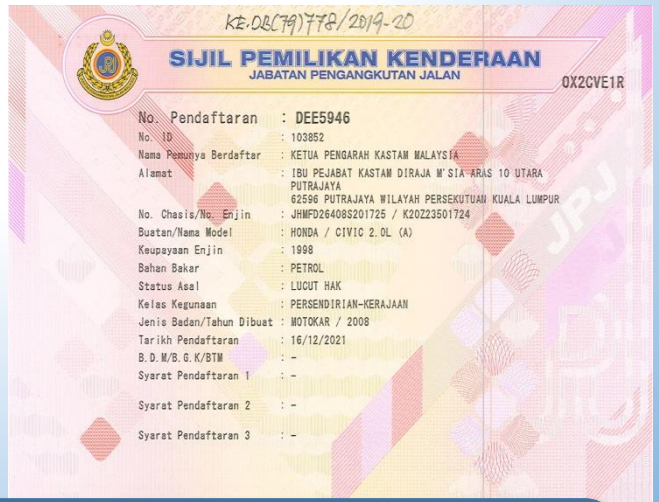 KE.DB(79)778/2019-20
SIJIL PEMILIKAN KENDERAAN
JABATAN PENGANGKUTAN JALAN
0X2CVE1R
No. Pendaftaran : DEE5946
No. ID : 103852
Nama Pemunya Berdaftar : KETUA PENGARAH KASTAM MALAYSIA
Alamat : IBU PEJABAT KASTAM DIRAJA M'SIA ARAS 10 UTARA
PUTRAJAYA
62596 PUTRAJAYA WILAYAH PERSEKUTUAN KUALA LUMPUR
No. Chasis/No. Enjin : JHMFD26408S201725 / K20Z23501724
Buatan/Nama Model : HONDA / CIVIC 2.0L (A)
Keupayaan Enjin : 1998
Bahan Bakar : PETROL
Status Asal : LUCUT HAK
Kelas Kegunaan : PERSENDIRIAN-KERAJAAN
Jenis Badan/Tahun Dibuat : MOTOKAR / 2008
Tarikh Pendaftaran : 16/12/2021
B.D.M/B.G.K/BTM : -
Syarat Pendaftaran 1 : -
Syarat Pendaftaran 2 : -
Syarat Pendaftaran 3 : -
JPJ